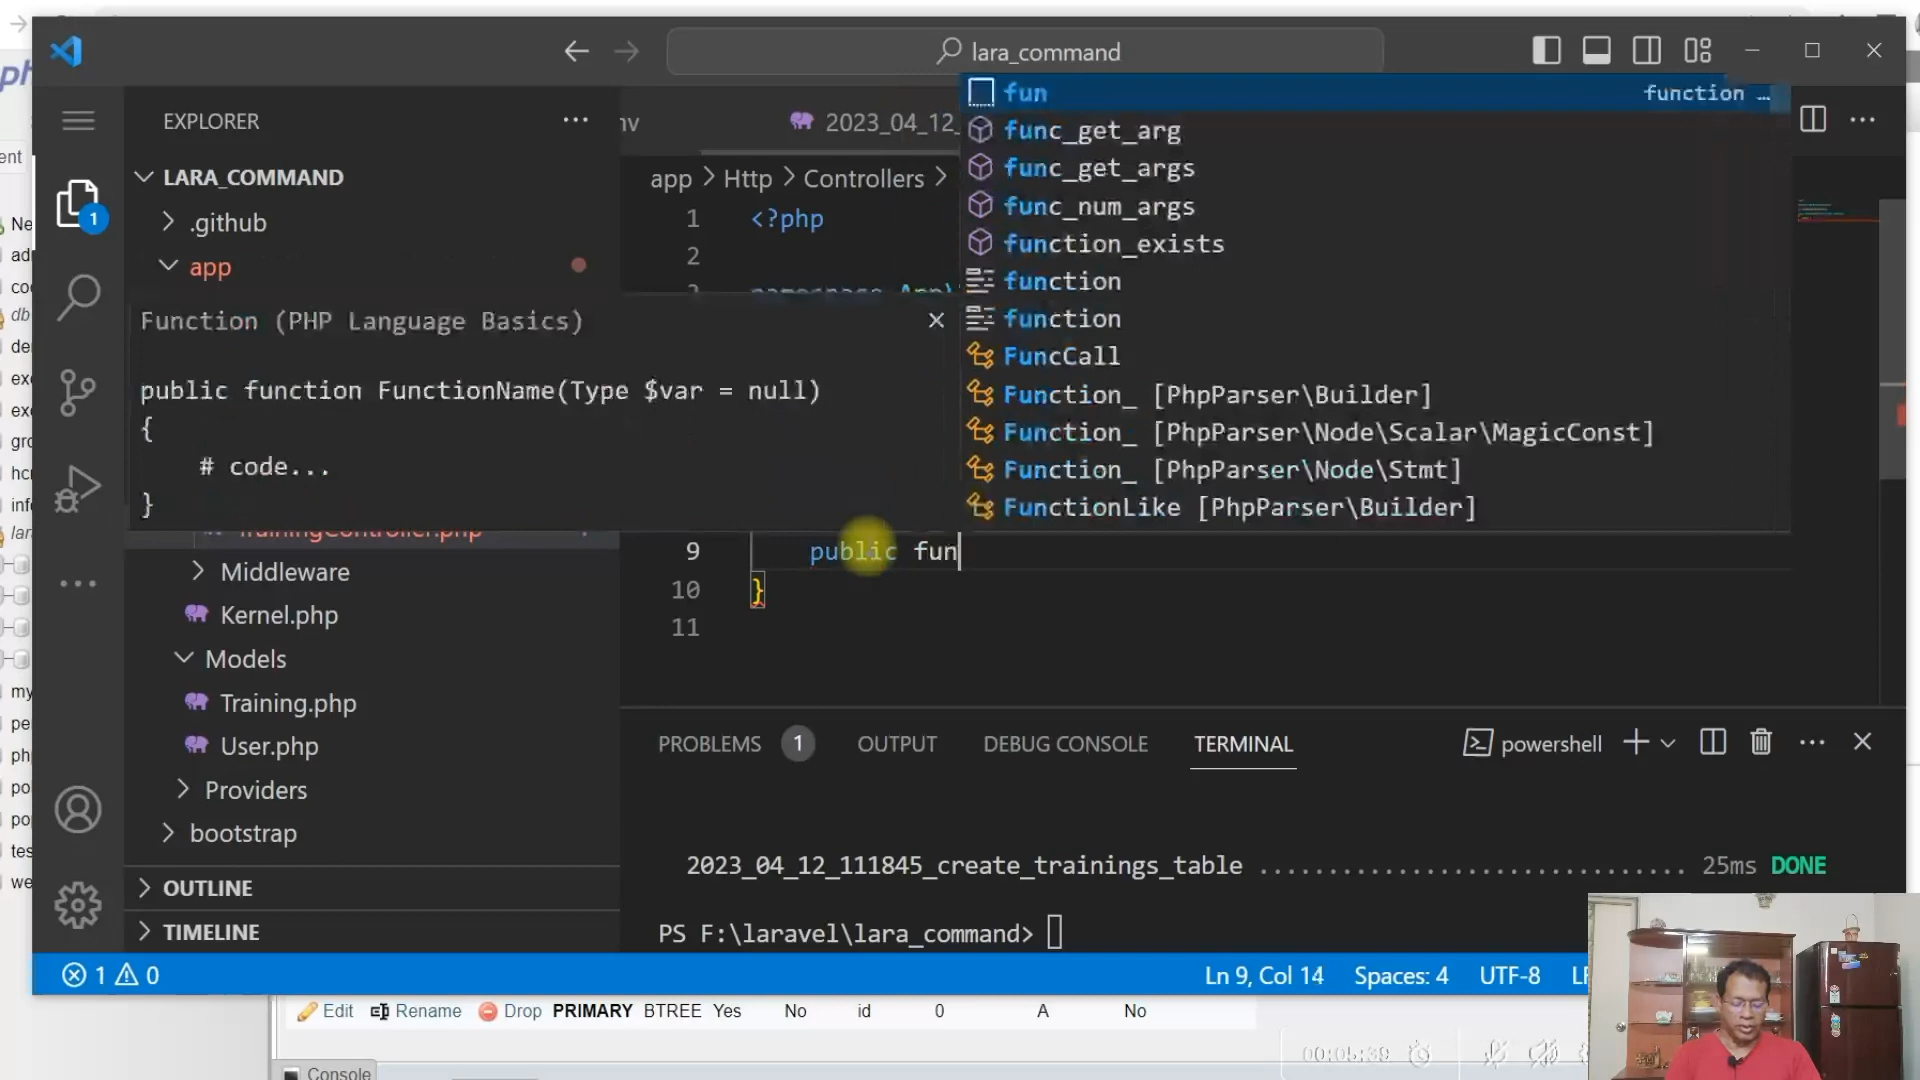 lara_command
EXPLORER
nv
2023_04_12_
LARA_COMMAND
.github
app
Middleware
Kernel.php
Models
Training.php
User.php
Providers
bootstrap
OUTLINE
TIMELINE
app > Http > Controllers >
1 <?php
2
Function (PHP Language Basics)
public function FunctionName(Type $var = null)
{
# code...
}
fun function …
func_get_arg
func_get_args
func_num_args
function_exists
function
function
FuncCall
Function_ [PhpParser\Builder]
Function_ [PhpParser\Node\Scalar\MagicConst]
Function_ [PhpParser\Node\Stmt]
FunctionLike [PhpParser\Builder]
9 public fun
10 }
11
PROBLEMS 1 OUTPUT DEBUG CONSOLE TERMINAL powershell
2023_04_12_111845_create_trainings_table ............................. 25ms DONE
PS F:\laravel\lara_command>
1 0 Ln 9, Col 14 Spaces: 4 UTF-8
Edit Rename Drop PRIMARY BTREE Yes No id 0 A No
Console
00:05:39